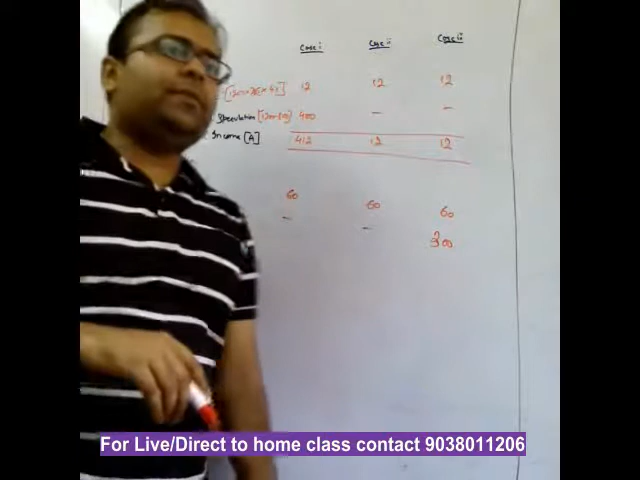 Case i Case ii Case iii
12 12 12
Speculation 400 — —
Income [A] 412 12 12
60 60 60
— —
300
For Live/Direct to home class contact 9038011206